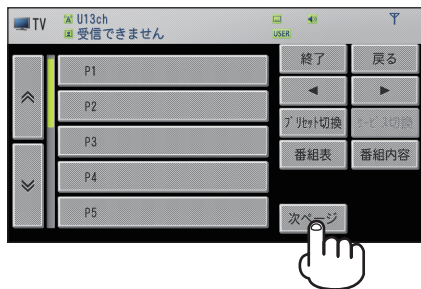 TV
A U13ch
受信できません
USER
終了 戻る
P1
P2
プリセット切換 サービス切換
P3
番組表 番組内容
P4
P5
次ページ